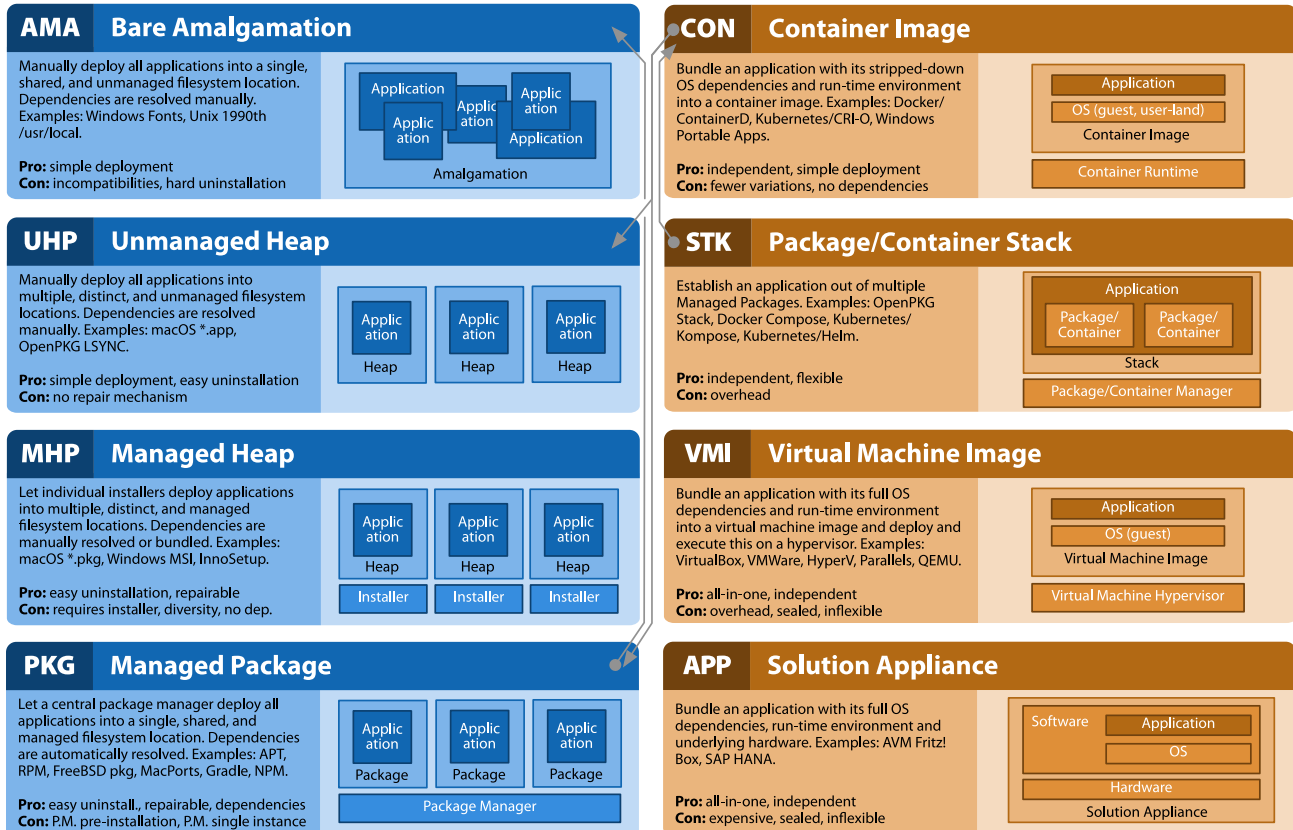 AMA Bare Amalgamation
Manually deploy all applications into a single,
shared, and unmanaged filesystem location.
Dependencies are resolved manually.
Examples: Windows Fonts, Unix 1990th
/usr/local.
Pro: simple deployment
Con: incompatibilities, hard uninstallation
Application
Applic
ation
Applic
ation
Applic
ation
Application
Amalgamation
UHP Unmanaged Heap
Manually deploy all applications into
multiple, distinct, and unmanaged filesystem
locations. Dependencies are resolved
manually. Examples: macOS *.app,
OpenPKG LSYNC.
Pro: simple deployment, easy uninstallation
Con: no repair mechanism
Applic
ation
Heap
Applic
ation
Heap
Applic
ation
Heap
MHP Managed Heap
Let individual installers deploy applications
into multiple, distinct, and managed
filesystem locations. Dependencies are
manually resolved or bundled. Examples:
macOS *.pkg, Windows MSI, InnoSetup.
Pro: easy uninstallation, repairable
Con: requires installer, diversity, no dep.
Applic
ation
Heap
Installer
Applic
ation
Heap
Installer
Applic
ation
Heap
Installer
PKG Managed Package
Let a central package manager deploy all
applications into a single, shared, and
managed filesystem location. Dependencies
are automatically resolved. Examples: APT,
RPM, FreeBSD pkg, MacPorts, Gradle, NPM.
Pro: easy uninstall., repairable, dependencies
Con: P.M. pre-installation, P.M. single instance
Applic
ation
Package
Applic
ation
Package
Applic
ation
Package
Package Manager
CON Container Image
Bundle an application with its stripped-down
OS dependencies and run-time environment
into a container image. Examples: Docker/
ContainerD, Kubernetes/CRI-O, Windows
Portable Apps.
Pro: independent, simple deployment
Con: fewer variations, no dependencies
Application
OS (guest, user-land)
Container Image
Container Runtime
STK Package/Container Stack
Establish an application out of multiple
Managed Packages. Examples: OpenPKG
Stack, Docker Compose, Kubernetes/
Kompose, Kubernetes/Helm.
Pro: independent, flexible
Con: overhead
Application
Package/
Container
Package/
Container
Stack
Package/Container Manager
VMI Virtual Machine Image
Bundle an application with its full OS
dependencies and run-time environment
into a virtual machine image and deploy and
execute this on a hypervisor. Examples:
VirtualBox, VMWare, HyperV, Parallels, QEMU.
Pro: all-in-one, independent
Con: overhead, sealed, inflexible
Application
OS (guest)
Virtual Machine Image
Virtual Machine Hypervisor
APP Solution Appliance
Bundle an application with its full OS
dependencies, run-time environment and
underlying hardware. Examples: AVM Fritz!
Box, SAP HANA.
Pro: all-in-one, independent
Con: expensive, sealed, inflexible
Software
Application
OS
Hardware
Solution Appliance